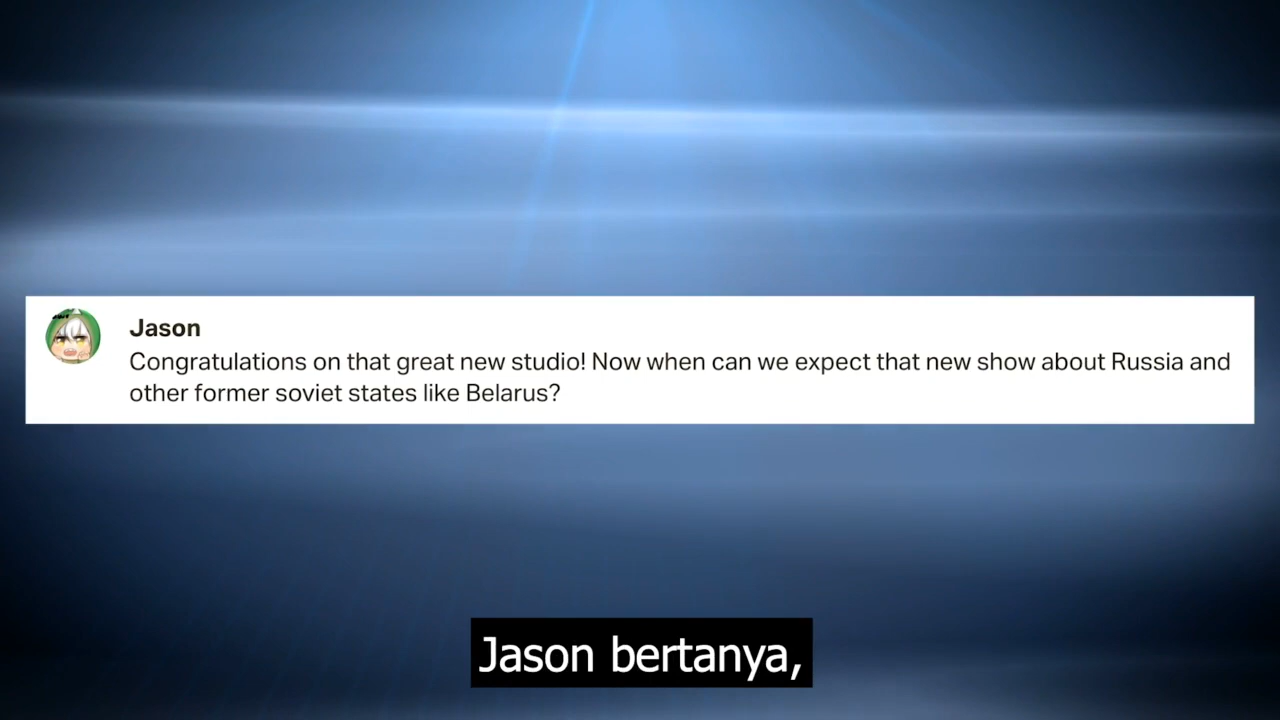 Jason
Congratulations on that great new studio! Now when can we expect that new show about Russia and
other former soviet states like Belarus?
Jason bertanya,